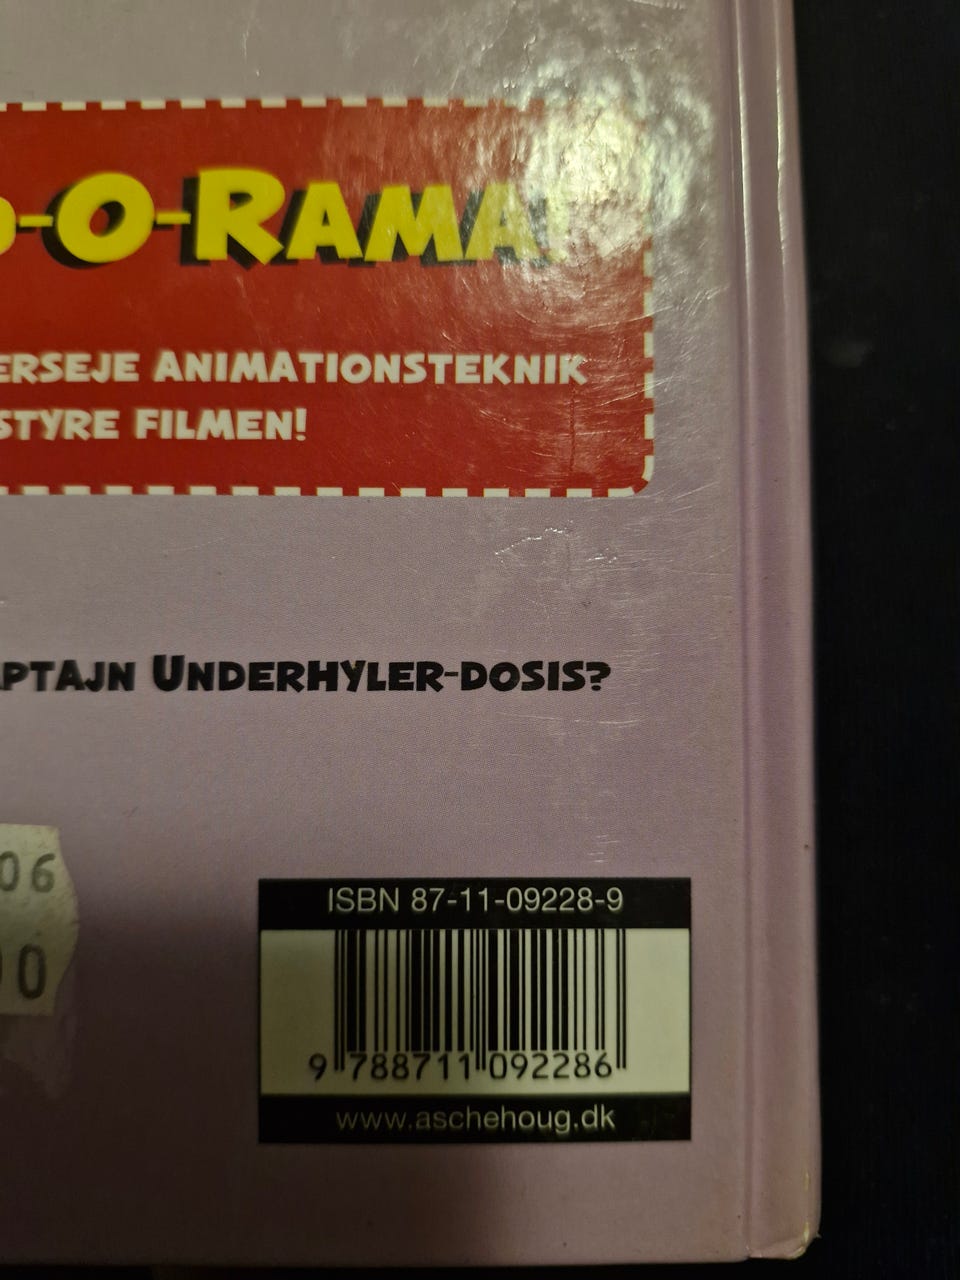 -O-RAMA!
ERSEJE ANIMATIONSTEKNIK
STYRE FILMEN!
PTAJN UNDERHYLER-DOSIS?
06
00
ISBN 87-11-09228-9
9 788711 092286
www.aschehoug.dk